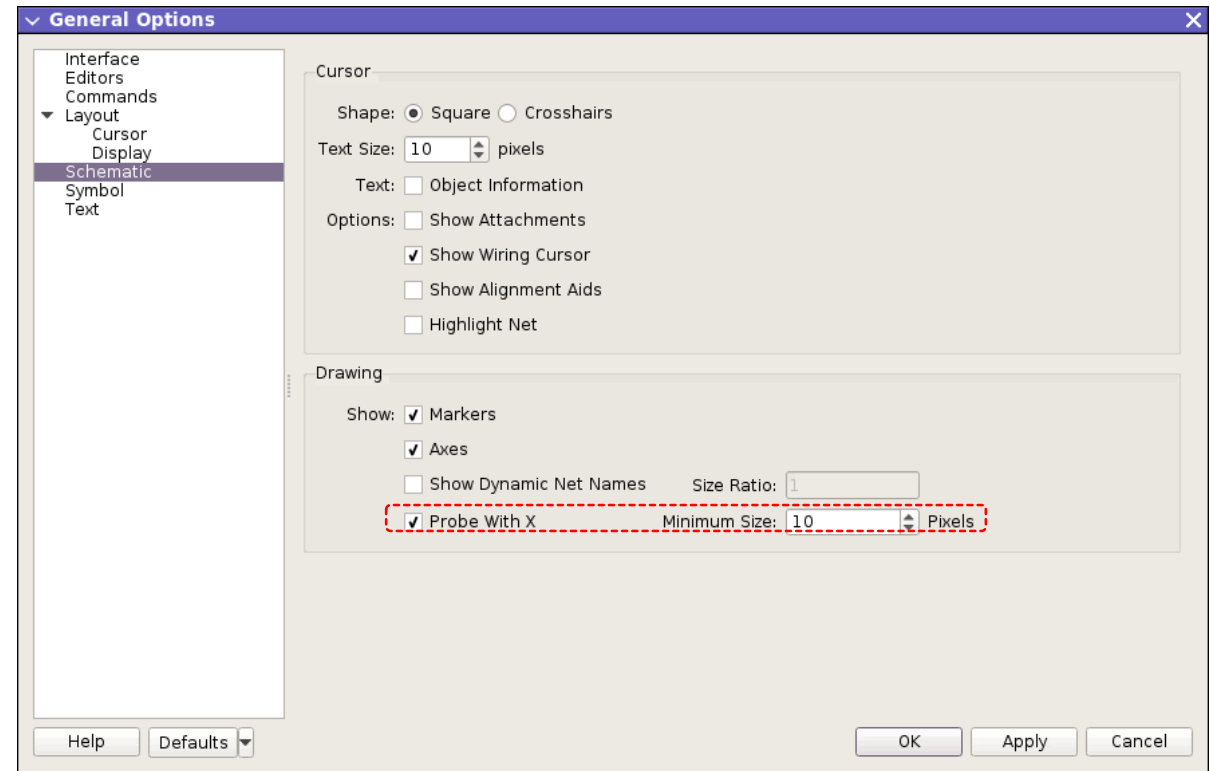 General Options
Interface
Editors
Commands
Layout
Cursor
Display
Schematic
Symbol
Text
Cursor
Shape: Square Crosshairs
Text Size: 10 pixels
Text: Object Information
Options: Show Attachments
Show Wiring Cursor
Show Alignment Aids
Highlight Net
Drawing
Show: Markers
Axes
Show Dynamic Net Names Size Ratio: 1
Probe With X Minimum Size: 10 Pixels
Help Defaults OK Apply Cancel